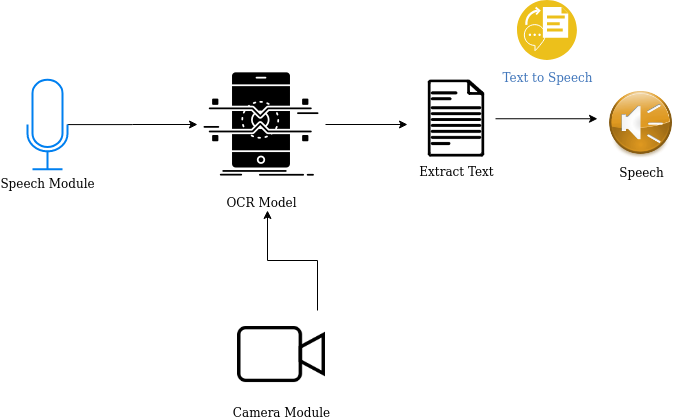 Text to Speech
Speech Module
OCR Model
Extract Text
Speech
Camera Module